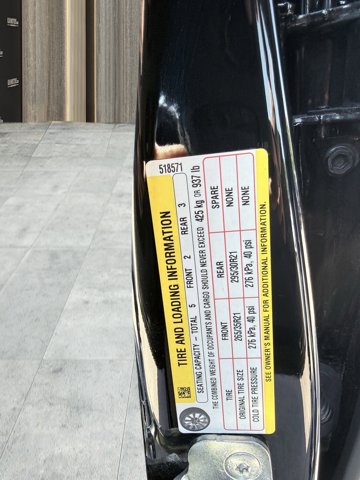 518571
TIRE AND LOADING INFORMATION
SEATING CAPACITY - TOTAL 5 FRONT 2 REAR 3
THE COMBINED WEIGHT OF OCCUPANTS AND CARGO SHOULD NEVER EXCEED 425 kg OR 937 lb
TIRE FRONT REAR SPARE
ORIGINAL TIRE SIZE 265/35R21 295/30R21 NONE
COLD TIRE PRESSURE 276 kPa, 40 psi 276 kPa, 40 psi NONE
SEE OWNER'S MANUAL FOR ADDITIONAL INFORMATION.